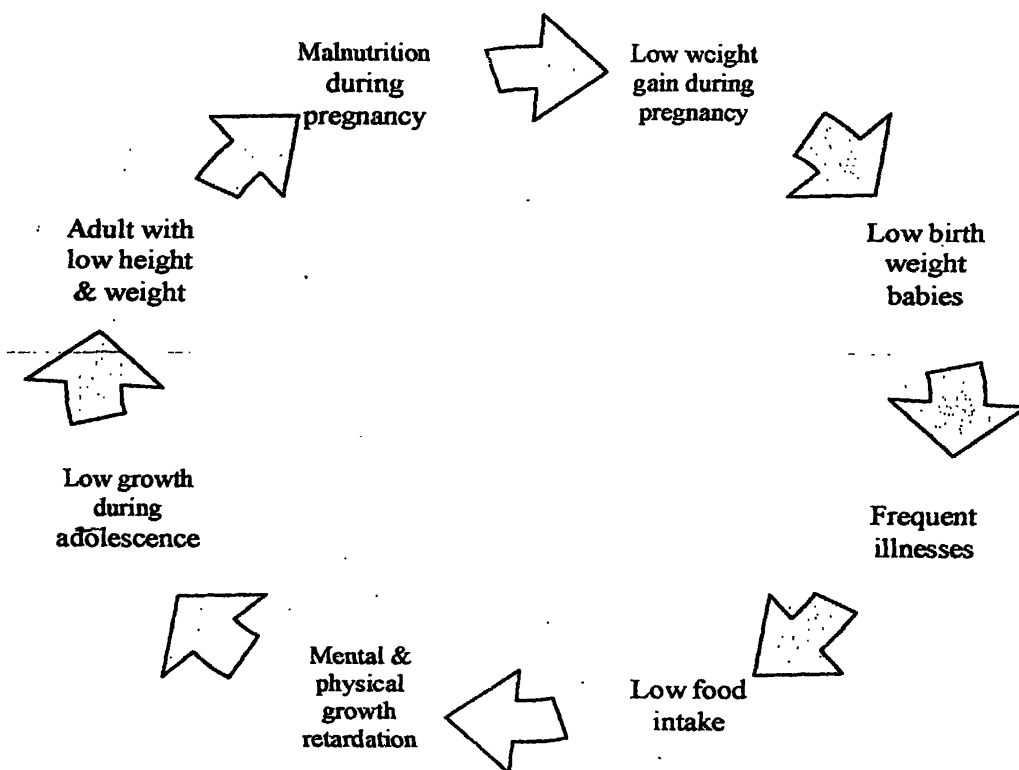 Malnutrition
during
pregnancy
Low weight
gain during
pregnancy
Low birth
weight
babies
Frequent
illnesses
Low food
intake
Mental &
physical
growth
retardation
Low growth
during
adolescence
Adult with
low height
& weight